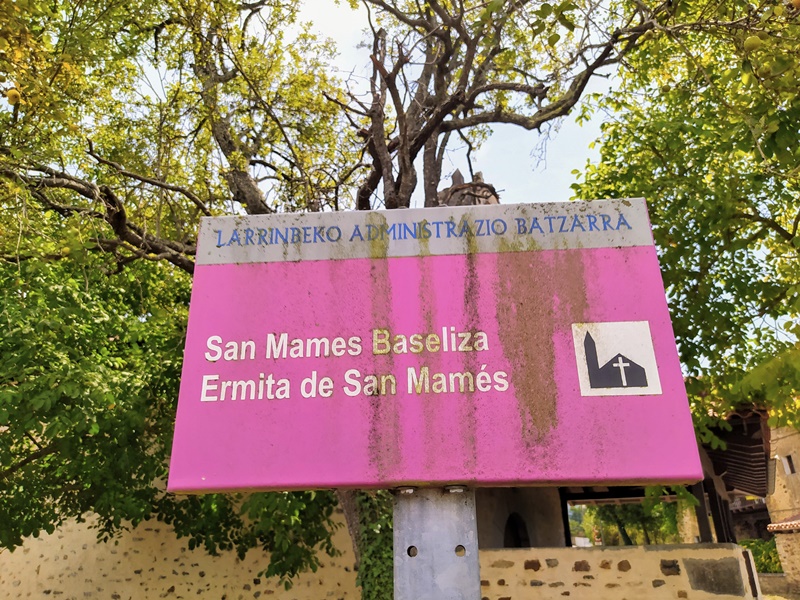 LARRINBEKO ADMINISTRAZIO BATZARRA
San Mames Baseliza
Ermita de San Mamés